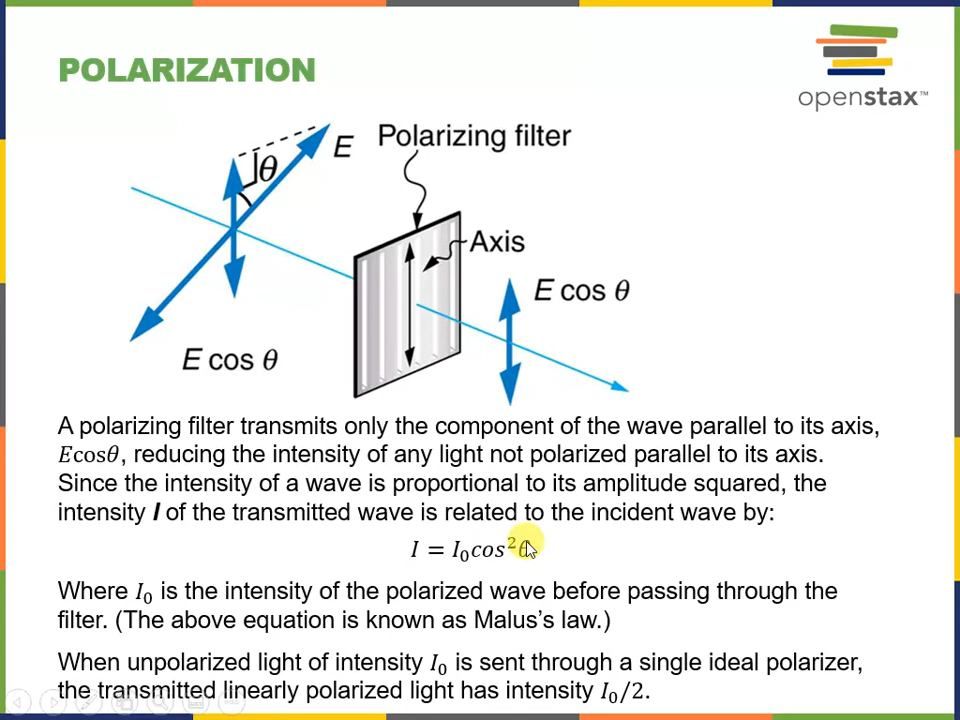 POLARIZATION
openstax™
E
θ
Polarizing filter
Axis
E cos θ
E cos θ
A polarizing filter transmits only the component of the wave parallel to its axis,
Ecosθ, reducing the intensity of any light not polarized parallel to its axis.
Since the intensity of a wave is proportional to its amplitude squared, the
intensity I of the transmitted wave is related to the incident wave by:
I = I₀cos²θ
Where I₀ is the intensity of the polarized wave before passing through the
filter. (The above equation is known as Malus's law.)
When unpolarized light of intensity I₀ is sent through a single ideal polarizer,
the transmitted linearly polarized light has intensity I₀/2.